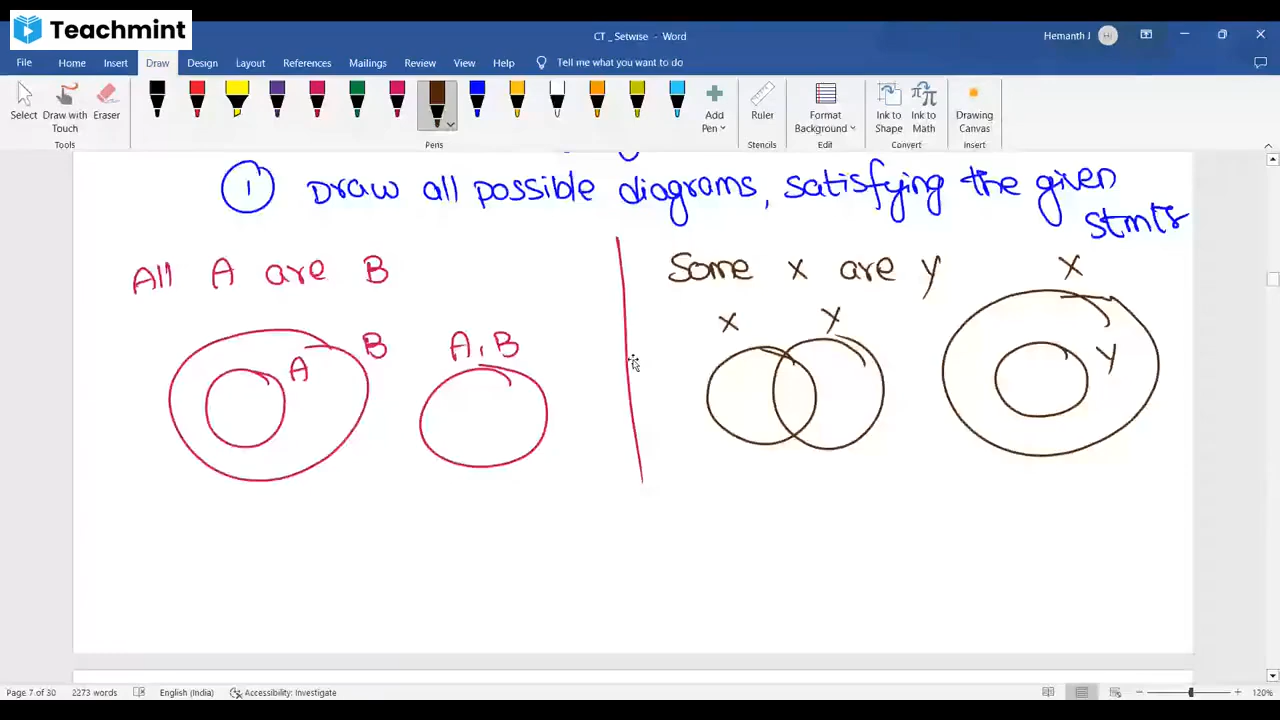 Teachmint
CT _ Setwise - Word
Hemanth J
HJ
File Home Insert Draw Design Layout References Mailings Review View Help Tell me what you want to do
Select
Draw with Touch
Eraser
Add Pen
Ruler
Format Background
Ink to Shape
Ink to Math
Drawing Canvas
Tools Pens Stencils Edit Convert Insert
1 Draw all possible diagrams, satisfying the given
stmts
All A are B
Some x are y
X
B
A
A, B
X
Y
Y
Page 7 of 30 2273 words English (India) Accessibility: Investigate 120%